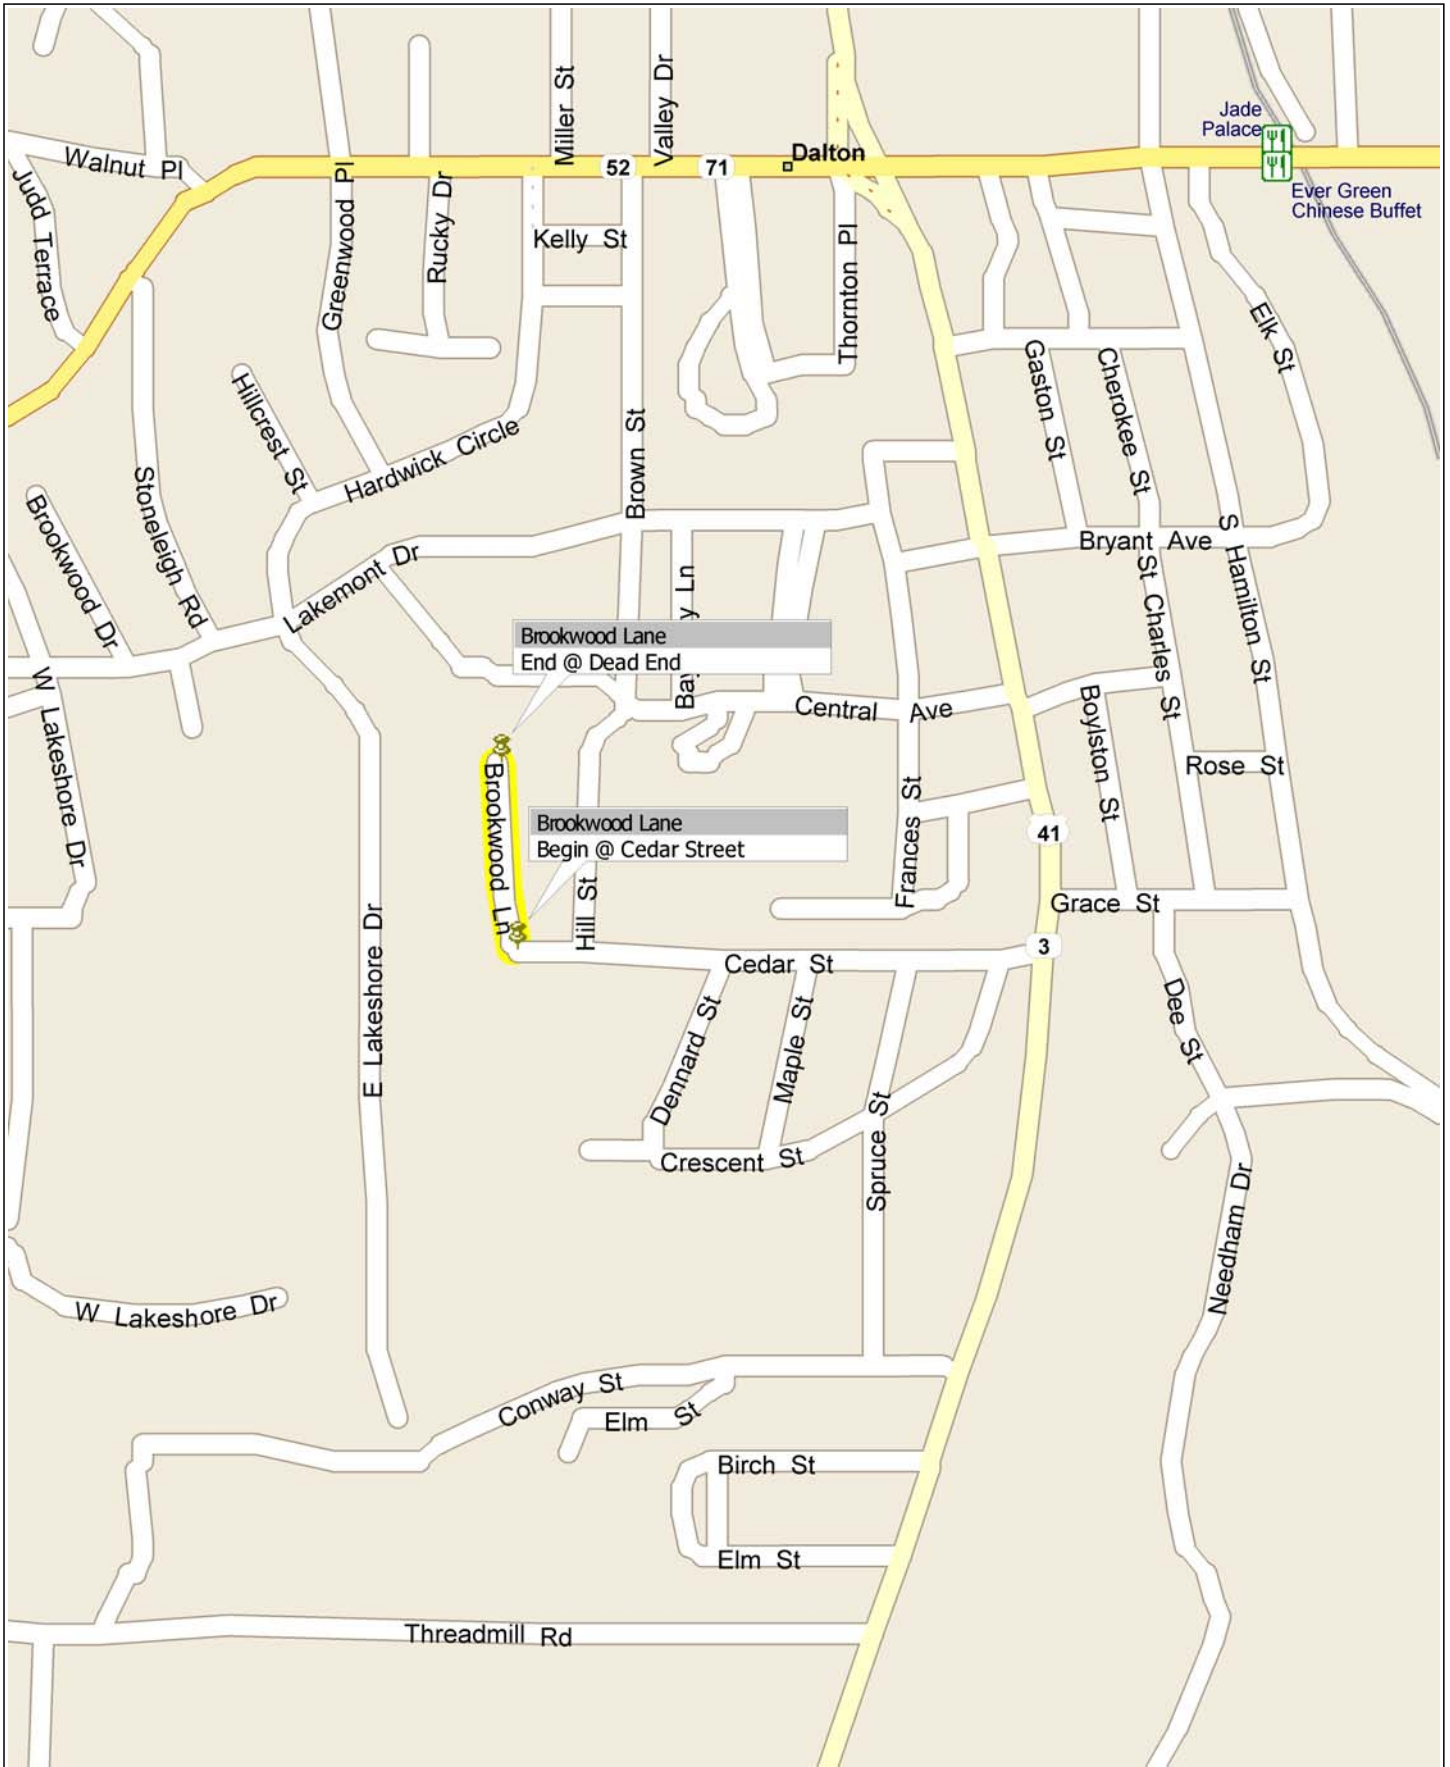 Jade
Palace
Ever Green
Chinese Buffet
Dalton
52
71
Miller St
Valley Dr
Walnut Pl
Judd Terrace
Greenwood Pl
Rucky Dr
Kelly St
Thornton Pl
Elk St
Hillcrest St
Hardwick Circle
Brown St
Gaston St
Cherokee St
Stoneleigh Rd
Brookwood Dr
Lakemont Dr
Bryant Ave
S Hamilton St
St Charles St
Brookwood Lane
End @ Dead End
W Lakeshore Dr
Central Ave
Boylston St
Rose St
Brookwood Ln
Brookwood Lane
Begin @ Cedar Street
Hill St
Frances St
41
Grace St
3
Cedar St
E Lakeshore Dr
Dennard St
Maple St
Dee St
Crescent St
Spruce St
Needham Dr
W Lakeshore Dr
Conway St
Elm St
Birch St
Elm St
Threadmill Rd